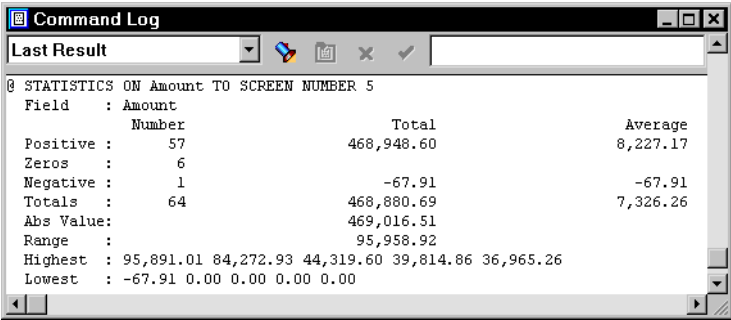 Command Log
Last Result
@ STATISTICS ON Amount TO SCREEN NUMBER 5
Field : Amount
Number Total Average
Positive : 57 468,948.60 8,227.17
Zeros : 6
Negative : 1 -67.91 -67.91
Totals : 64 468,880.69 7,326.26
Abs Value: 469,016.51
Range : 95,958.92
Highest : 95,891.01 84,272.93 44,319.60 39,814.86 36,965.26
Lowest : -67.91 0.00 0.00 0.00 0.00